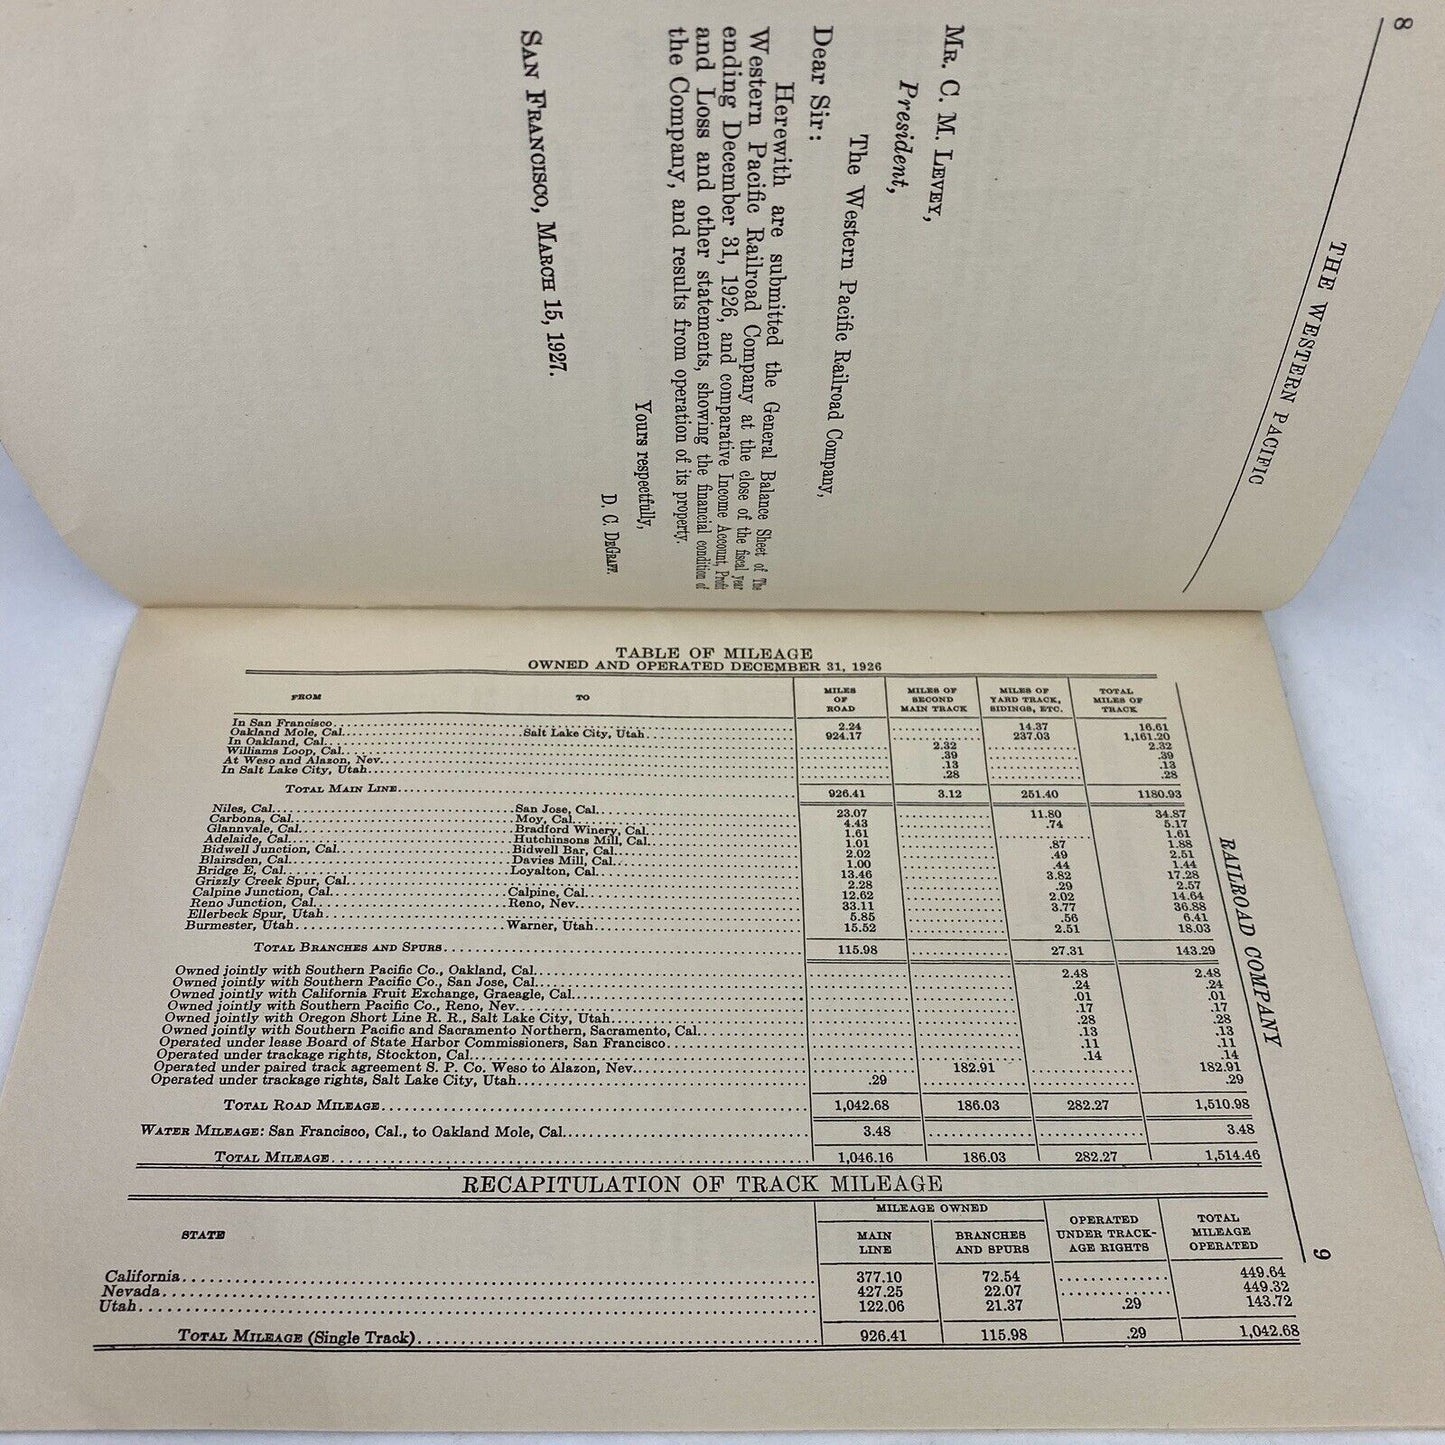 8
THE WESTERN PACIFIC
MR. C. M. LEVEY,
President,
The Western Pacific Railroad Company,
Dear Sir:
Herewith are submitted the General Balance Sheet of The
Western Pacific Railroad Company at the close of the fiscal year
ending December 31, 1926, and comparative Income Account, Profit
and Loss and other statements, showing the financial condition of
the Company, and results from operation of its property.
Yours respectfully,
D. C. DEGRAFF.
SAN FRANCISCO, MARCH 15, 1927.
RAILROAD COMPANY
9
TABLE OF MILEAGE
OWNED AND OPERATED DECEMBER 31, 1926
FROM TO MILES OF ROAD MILES OF SECOND MAIN TRACK MILES OF YARD TRACK, SIDINGS, ETC. TOTAL MILES OF TRACK
In San Francisco 2.24 14.37 16.61
Oakland Mole, Cal. Salt Lake City, Utah 924.17 237.03 1,161.20
In Oakland, Cal. 2.32 2.32
Williams Loop, Cal. .39 .39
At Weso and Alazon, Nev. .13 .13
In Salt Lake City, Utah .28 .28
TOTAL MAIN LINE 926.41 3.12 251.40 1180.93
Niles, Cal. San Jose, Cal. 23.07 11.80 34.87
Carbona, Cal. Moy, Cal. 4.43 .74 5.17
Glannvale, Cal. Bradford Winery, Cal. 1.61 1.61
Adelaide, Cal. Hutchinsons Mill, Cal. 1.01 .87 1.88
Bidwell Junction, Cal. Bidwell Bar, Cal. 2.02 .49 2.51
Blairsden, Cal. Davies Mill, Cal. 1.00 .44 1.44
Bridge E, Cal. Loyalton, Cal. 13.46 3.82 17.28
Grizzly Creek Spur, Cal. 2.28 .29 2.57
Calpine Junction, Cal. Calpine, Cal. 12.62 2.02 14.64
Reno Junction, Cal. Reno, Nev. 33.11 3.77 36.88
Ellerbeck Spur, Utah 5.85 .56 6.41
Burmester, Utah Warner, Utah 15.52 2.51 18.03
TOTAL BRANCHES AND SPURS 115.98 27.31 143.29
Owned jointly with Southern Pacific Co., Oakland, Cal. 2.48 2.48
Owned jointly with Southern Pacific Co., San Jose, Cal. .24 .24
Owned jointly with California Fruit Exchange, Graeagle, Cal. .01 .01
Owned jointly with Southern Pacific Co., Reno, Nev. .17 .17
Owned jointly with Oregon Short Line R. R., Salt Lake City, Utah .28 .28
Owned jointly with Southern Pacific and Sacramento Northern, Sacramento, Cal. .13 .13
Operated under lease Board of State Harbor Commissioners, San Francisco .11 .11
Operated under trackage rights, Stockton, Cal. .14 .14
Operated under paired track agreement S. P. Co. Weso to Alazon, Nev. 182.91 182.91
Operated under trackage rights, Salt Lake City, Utah .29 .29
TOTAL ROAD MILEAGE 1,042.68 186.03 282.27 1,510.98
WATER MILEAGE: San Francisco, Cal., to Oakland Mole, Cal. 3.48 3.48
TOTAL MILEAGE 1,046.16 186.03 282.27 1,514.46
RECAPITULATION OF TRACK MILEAGE
STATE MILEAGE OWNED MAIN LINE BRANCHES AND SPURS OPERATED UNDER TRACK-AGE RIGHTS TOTAL MILEAGE OPERATED
California 377.10 72.54 449.64
Nevada 427.25 22.07 449.32
Utah 122.06 21.37 .29 143.72
TOTAL MILEAGE (Single Track) 926.41 115.98 .29 1,042.68